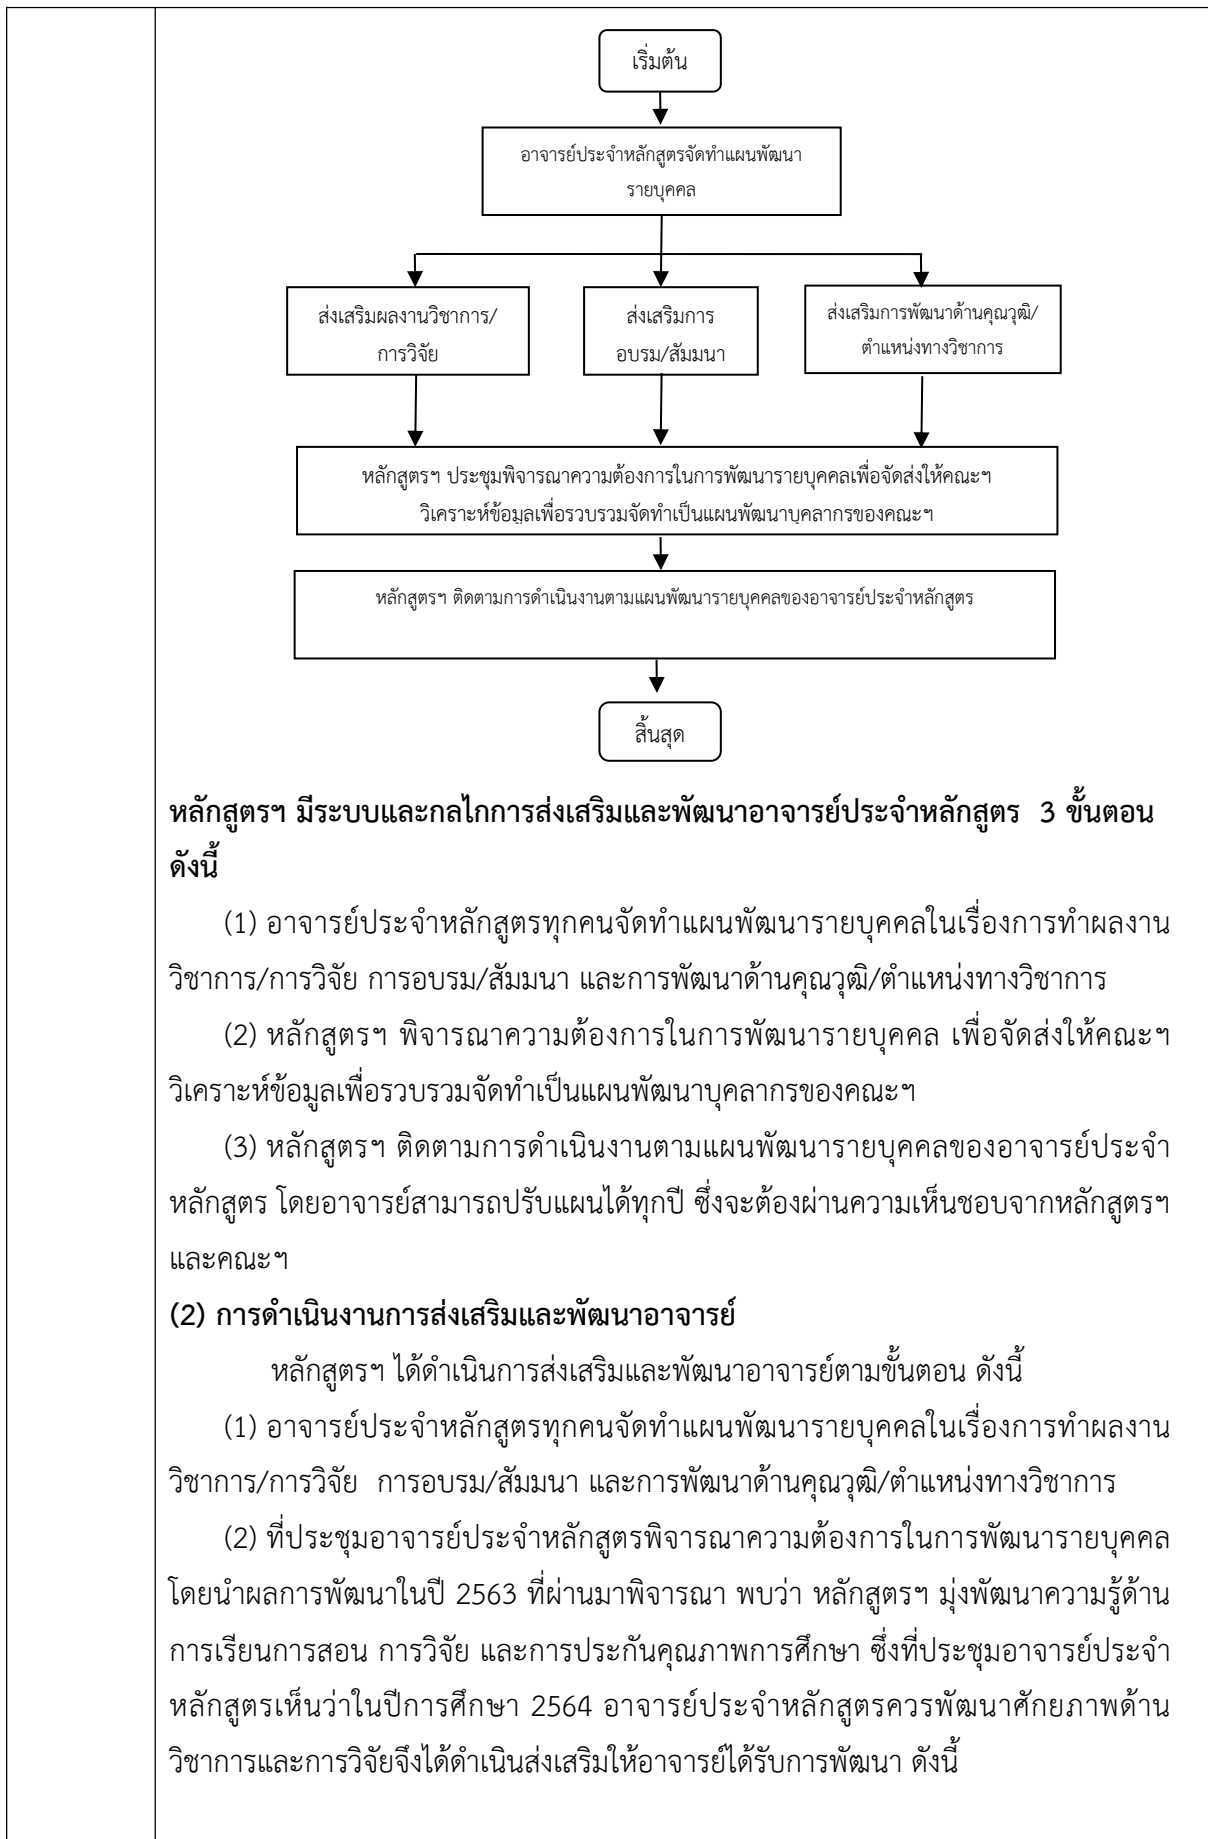 เริ่มต้น
อาจารย์ประจำหลักสูตรจัดทำแผนพัฒนา
รายบุคคล
ส่งเสริมผลงานวิชาการ/
การวิจัย
ส่งเสริมการ
อบรม/สัมมนา
ส่งเสริมการพัฒนาด้านคุณวุฒิ/
ตำแหน่งทางวิชาการ
หลักสูตรฯ ประชุมพิจารณาความต้องการในการพัฒนารายบุคคลเพื่อจัดส่งให้คณะฯ
วิเคราะห์ข้อมูลเพื่อรวบรวมจัดทำเป็นแผนพัฒนาบุคลากรของคณะฯ
หลักสูตรฯ ติดตามการดำเนินงานตามแผนพัฒนารายบุคคลของอาจารย์ประจำหลักสูตร
สิ้นสุด
หลักสูตรฯ มีระบบและกลไกการส่งเสริมและพัฒนาอาจารย์ประจำหลักสูตร 3 ขั้นตอน
ดังนี้
(1) อาจารย์ประจำหลักสูตรทุกคนจัดทำแผนพัฒนารายบุคคลในเรื่องการทำผลงาน
วิชาการ/การวิจัย การอบรม/สัมมนา และการพัฒนาด้านคุณวุฒิ/ตำแหน่งทางวิชาการ
(2) หลักสูตรฯ พิจารณาความต้องการในการพัฒนารายบุคคล เพื่อจัดส่งให้คณะฯ
วิเคราะห์ข้อมูลเพื่อรวบรวมจัดทำเป็นแผนพัฒนาบุคลากรของคณะฯ
(3) หลักสูตรฯ ติดตามการดำเนินงานตามแผนพัฒนารายบุคคลของอาจารย์ประจำ
หลักสูตร โดยอาจารย์สามารถปรับแผนได้ทุกปี ซึ่งจะต้องผ่านความเห็นชอบจากหลักสูตรฯ
และคณะฯ
(2) การดำเนินงานการส่งเสริมและพัฒนาอาจารย์
หลักสูตรฯ ได้ดำเนินการส่งเสริมและพัฒนาอาจารย์ตามขั้นตอน ดังนี้
(1) อาจารย์ประจำหลักสูตรทุกคนจัดทำแผนพัฒนารายบุคคลในเรื่องการทำผลงาน
วิชาการ/การวิจัย การอบรม/สัมมนา และการพัฒนาด้านคุณวุฒิ/ตำแหน่งทางวิชาการ
(2) ที่ประชุมอาจารย์ประจำหลักสูตรพิจารณาความต้องการในการพัฒนารายบุคคล
โดยนำผลการพัฒนาในปี 2563 ที่ผ่านมาพิจารณา พบว่า หลักสูตรฯ มุ่งพัฒนาความรู้ด้าน
การเรียนการสอน การวิจัย และการประกันคุณภาพการศึกษา ซึ่งที่ประชุมอาจารย์ประจำ
หลักสูตรเห็นว่าในปีการศึกษา 2564 อาจารย์ประจำหลักสูตรควรพัฒนาศักยภาพด้าน
วิชาการและการวิจัยจึงได้ดำเนินส่งเสริมให้อาจารย์ได้รับการพัฒนา ดังนี้